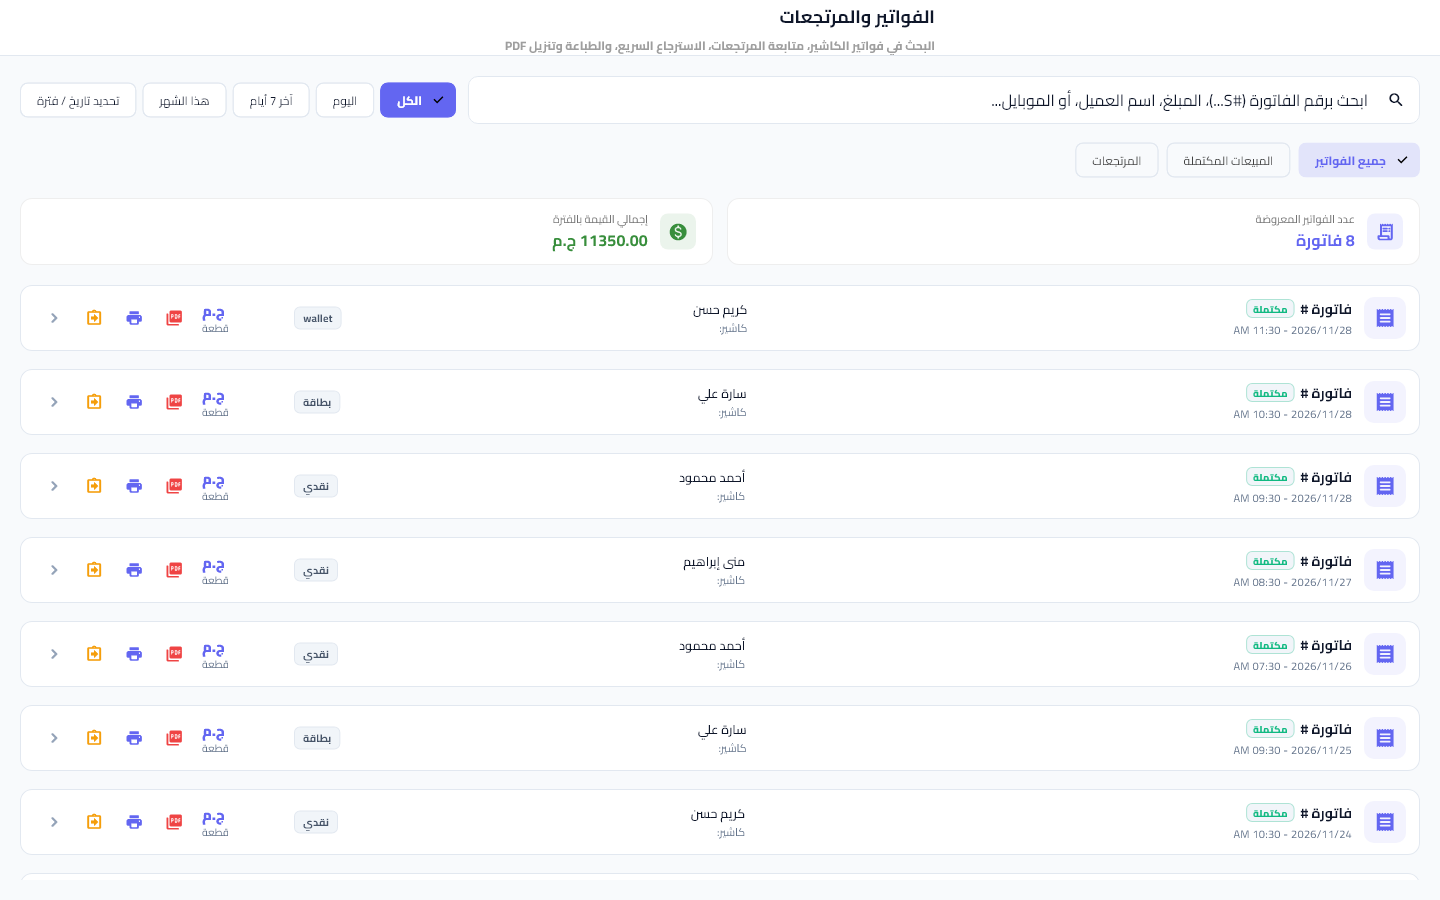 الفواتير والمرتجعات
البحث في فواتير الكاشير، متابعة المرتجعات، الاسترجاع السريع، والطباعة وتنزيل PDF
ابحث برقم الفاتورة (#S...)، المبلغ، اسم العميل، أو الموبايل...
الكل
اليوم
آخر 7 أيام
هذا الشهر
تحديد تاريخ / فترة
جميع الفواتير
المبيعات المكتملة
المرتجعات
عدد الفواتير المعروضة
8 فاتورة
إجمالي القيمة بالفترة
11350.00 ج.م
فاتورة # مكتملة
2026/11/28 - 11:30 AM
كريم حسن
كاشير:
wallet
ج.م
قطعة
فاتورة # مكتملة
2026/11/28 - 10:30 AM
سارة علي
كاشير:
بطاقة
ج.م
قطعة
فاتورة # مكتملة
2026/11/28 - 09:30 AM
أحمد محمود
كاشير:
نقدي
ج.م
قطعة
فاتورة # مكتملة
2026/11/27 - 08:30 AM
منى إبراهيم
كاشير:
نقدي
ج.م
قطعة
فاتورة # مكتملة
2026/11/26 - 07:30 AM
أحمد محمود
كاشير:
نقدي
ج.م
قطعة
فاتورة # مكتملة
2026/11/25 - 09:30 AM
سارة علي
كاشير:
بطاقة
ج.م
قطعة
فاتورة # مكتملة
2026/11/24 - 10:30 AM
كريم حسن
كاشير:
نقدي
ج.م
قطعة